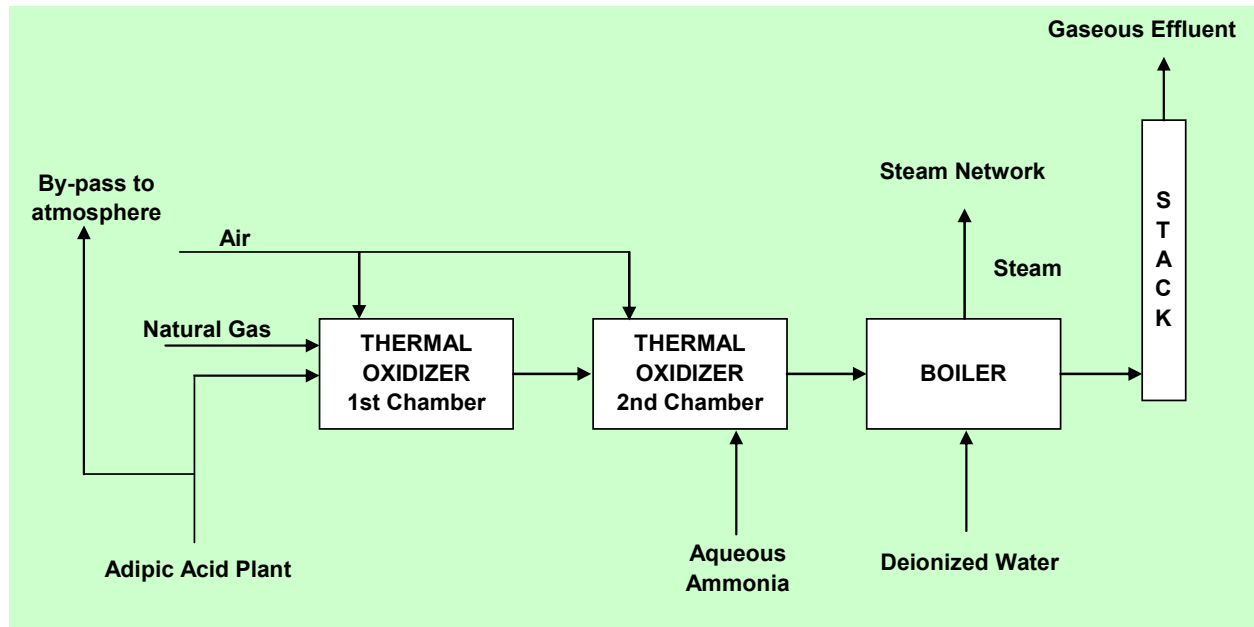 Gaseous Effluent
By-pass to
atmosphere
Steam Network
S
T
A
C
K
Air
Steam
Natural Gas
THERMAL
OXIDIZER
1st Chamber
THERMAL
OXIDIZER
2nd Chamber
BOILER
Adipic Acid Plant
Aqueous
Ammonia
Deionized Water